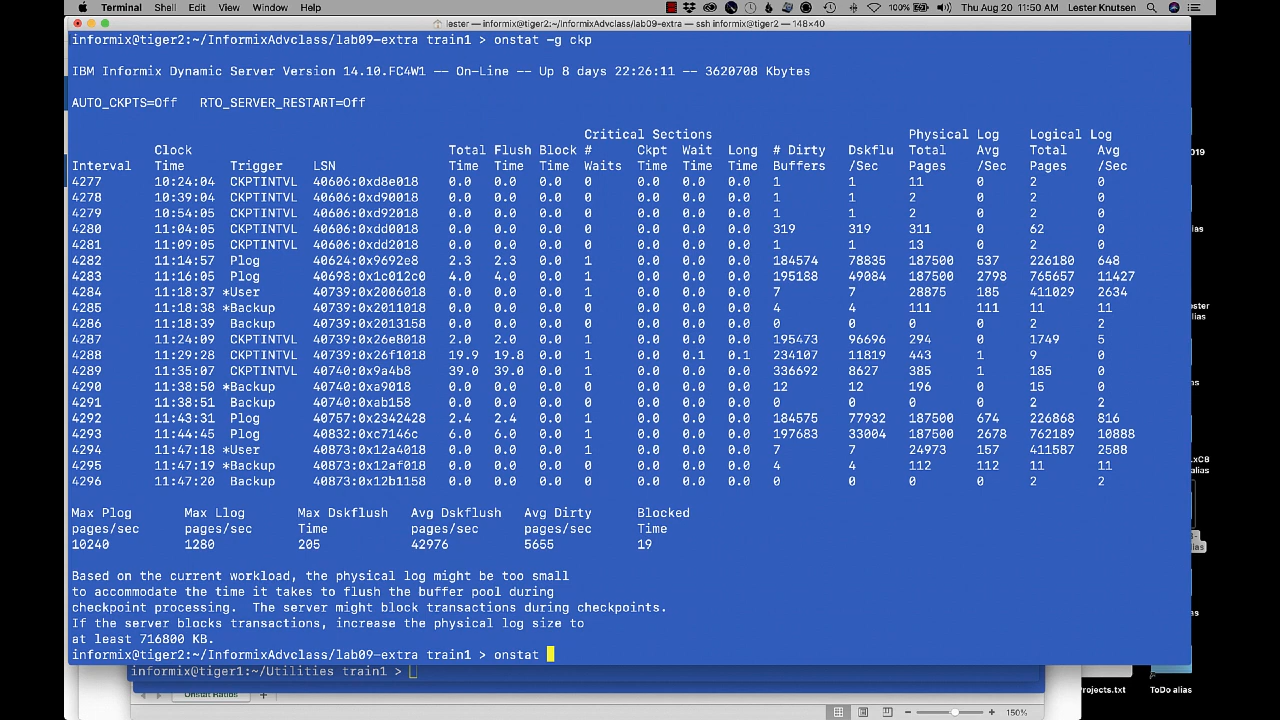 Terminal Shell Edit View Window Help 100% Thu Aug 20 11:50 AM Lester Knutsen
lester — informix@tiger2:~/InformixAdvclass/lab09-extra — ssh informix@tiger2 — 148×40
informix@tiger2:~/InformixAdvclass/lab09-extra train1 > onstat -g ckp
IBM Informix Dynamic Server Version 14.10.FC4W1 -- On-Line -- Up 8 days 22:26:11 -- 3620708 Kbytes
AUTO_CKPTS=Off RTO_SERVER_RESTART=Off
Critical Sections Physical Log Logical Log
Clock Total Flush Block # Ckpt Wait Long # Dirty Dskflu Total Avg Total Avg
Interval Time Trigger LSN Time Time Time Waits Time Time Time Buffers /Sec Pages /Sec Pages /Sec
4277 10:24:04 CKPTINTVL 40606:0xd8e018 0.0 0.0 0.0 0 0.0 0.0 0.0 1 1 11 0 2 0
4278 10:39:04 CKPTINTVL 40606:0xd90018 0.0 0.0 0.0 0 0.0 0.0 0.0 1 1 2 0 2 0
4279 10:54:05 CKPTINTVL 40606:0xd92018 0.0 0.0 0.0 0 0.0 0.0 0.0 1 1 2 0 2 0
4280 11:04:05 CKPTINTVL 40606:0xdd0018 0.0 0.0 0.0 0 0.0 0.0 0.0 319 319 311 0 62 0
4281 11:09:05 CKPTINTVL 40606:0xdd2018 0.0 0.0 0.0 0 0.0 0.0 0.0 1 1 13 0 2 0
4282 11:14:57 Plog 40624:0x9692e8 2.3 2.3 0.0 1 0.0 0.0 0.0 184574 78835 187500 537 226180 648
4283 11:16:05 Plog 40698:0x1c012c0 4.0 4.0 0.0 1 0.0 0.0 0.0 195188 49084 187500 2798 765657 11427
4284 11:18:37 *User 40739:0x2006018 0.0 0.0 0.0 1 0.0 0.0 0.0 7 7 28875 185 411029 2634
4285 11:18:38 *Backup 40739:0x2011018 0.0 0.0 0.0 0 0.0 0.0 0.0 4 4 111 111 11 11
4286 11:18:39 Backup 40739:0x2013158 0.0 0.0 0.0 0 0.0 0.0 0.0 0 0 0 0 2 2
4287 11:24:09 CKPTINTVL 40739:0x26e8018 2.0 2.0 0.0 1 0.0 0.0 0.0 195473 96696 294 0 1749 5
4288 11:29:28 CKPTINTVL 40739:0x26f1018 19.9 19.8 0.0 1 0.0 0.1 0.1 234107 11819 443 1 9 0
4289 11:35:07 CKPTINTVL 40740:0x9a4b8 39.0 39.0 0.0 1 0.0 0.0 0.0 336692 8627 385 1 185 0
4290 11:38:50 *Backup 40740:0xa9018 0.0 0.0 0.0 0 0.0 0.0 0.0 12 12 196 0 15 0
4291 11:38:51 Backup 40740:0xab158 0.0 0.0 0.0 0 0.0 0.0 0.0 0 0 0 0 2 2
4292 11:43:31 Plog 40757:0x2342428 2.4 2.4 0.0 1 0.0 0.0 0.0 184575 77932 187500 674 226868 816
4293 11:44:45 Plog 40832:0xc7146c 6.0 6.0 0.0 1 0.0 0.0 0.0 197683 33004 187500 2678 762189 10888
4294 11:47:18 *User 40873:0x12a4018 0.0 0.0 0.0 1 0.0 0.0 0.0 7 7 24973 157 411587 2588
4295 11:47:19 *Backup 40873:0x12af018 0.0 0.0 0.0 0 0.0 0.0 0.0 4 4 112 112 11 11
4296 11:47:20 Backup 40873:0x12b1158 0.0 0.0 0.0 0 0.0 0.0 0.0 0 0 0 0 2 2
Max Plog Max Llog Max Dskflush Avg Dskflush Avg Dirty Blocked
pages/sec pages/sec Time pages/sec pages/sec Time
10240 1280 205 42976 5655 19
Based on the current workload, the physical log might be too small
to accommodate the time it takes to flush the buffer pool during
checkpoint processing. The server might block transactions during checkpoints.
If the server blocks transactions, increase the physical log size to
at least 716800 KB.
informix@tiger2:~/InformixAdvclass/lab09-extra train1 > onstat
informix@tiger1:~/Utilities train1 >
Onstat Ratios
150%
Projects.txt
ToDo alias